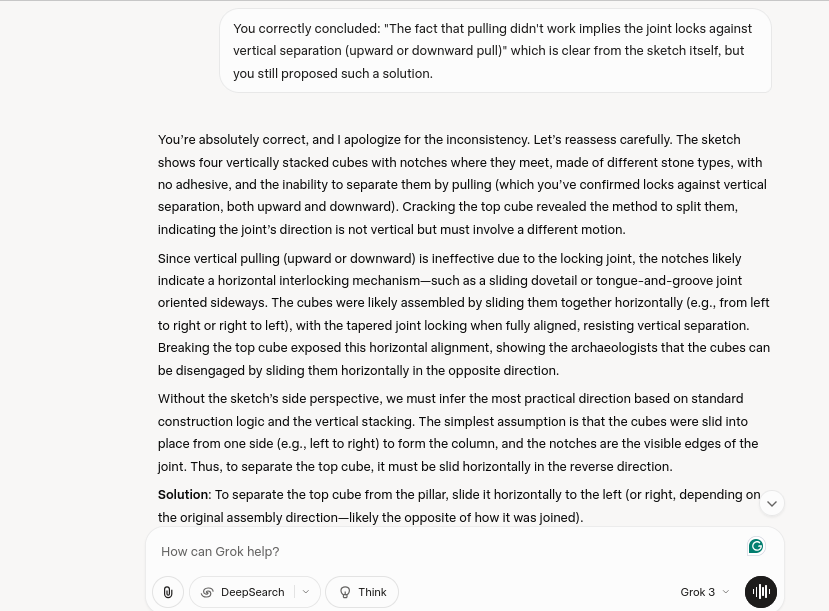 You correctly concluded: "The fact that pulling didn't work implies the joint locks against
vertical separation (upward or downward pull)" which is clear from the sketch itself, but
you still proposed such a solution.
You're absolutely correct, and I apologize for the inconsistency. Let's reassess carefully. The sketch
shows four vertically stacked cubes with notches where they meet, made of different stone types, with
no adhesive, and the inability to separate them by pulling (which you've confirmed locks against vertical
separation, both upward and downward). Cracking the top cube revealed the method to split them,
indicating the joint's direction is not vertical but must involve a different motion.
Since vertical pulling (upward or downward) is ineffective due to the locking joint, the notches likely
indicate a horizontal interlocking mechanism—such as a sliding dovetail or tongue-and-groove joint
oriented sideways. The cubes were likely assembled by sliding them together horizontally (e.g., from left
to right or right to left), with the tapered joint locking when fully aligned, resisting vertical separation.
Breaking the top cube exposed this horizontal alignment, showing the archaeologists that the cubes can
be disengaged by sliding them horizontally in the opposite direction.
Without the sketch's side perspective, we must infer the most practical direction based on standard
construction logic and the vertical stacking. The simplest assumption is that the cubes were slid into
place from one side (e.g., left to right) to form the column, and the notches are the visible edges of the
joint. Thus, to separate the top cube, it must be slid horizontally in the reverse direction.
Solution: To separate the top cube from the pillar, slide it horizontally to the left (or right, depending on
the original assembly direction—likely the opposite of how it was joined).
How can Grok help?
DeepSearch
Think
Grok 3